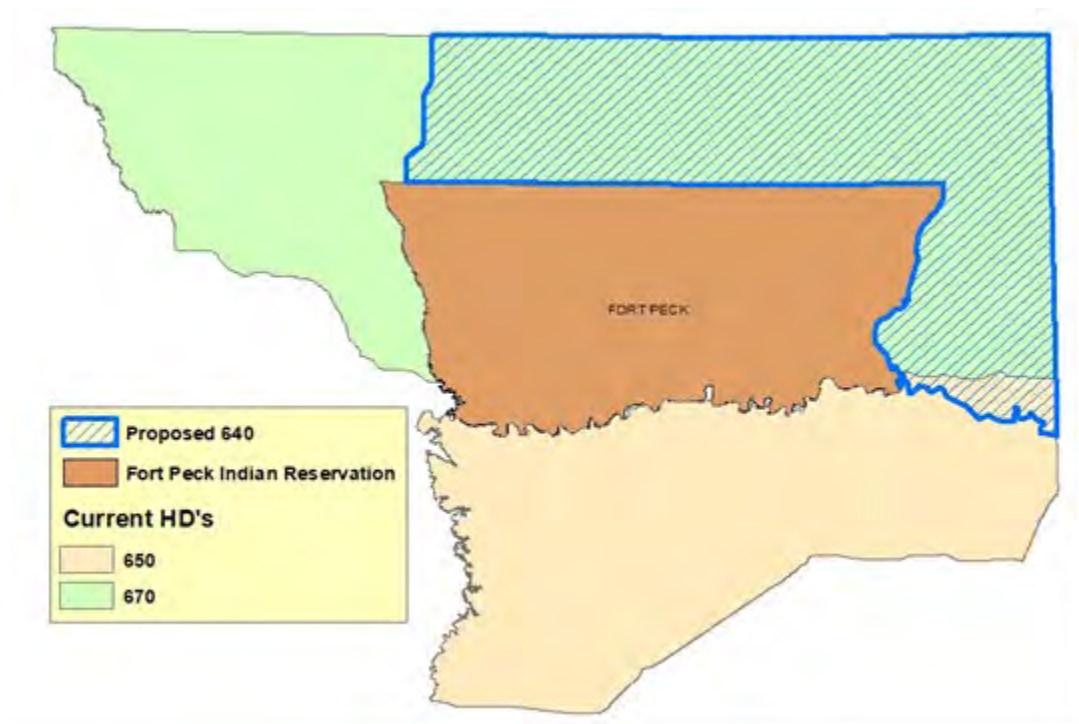 FORT PECK
Proposed 640
Fort Peck Indian Reservation
Current HD's
650
670